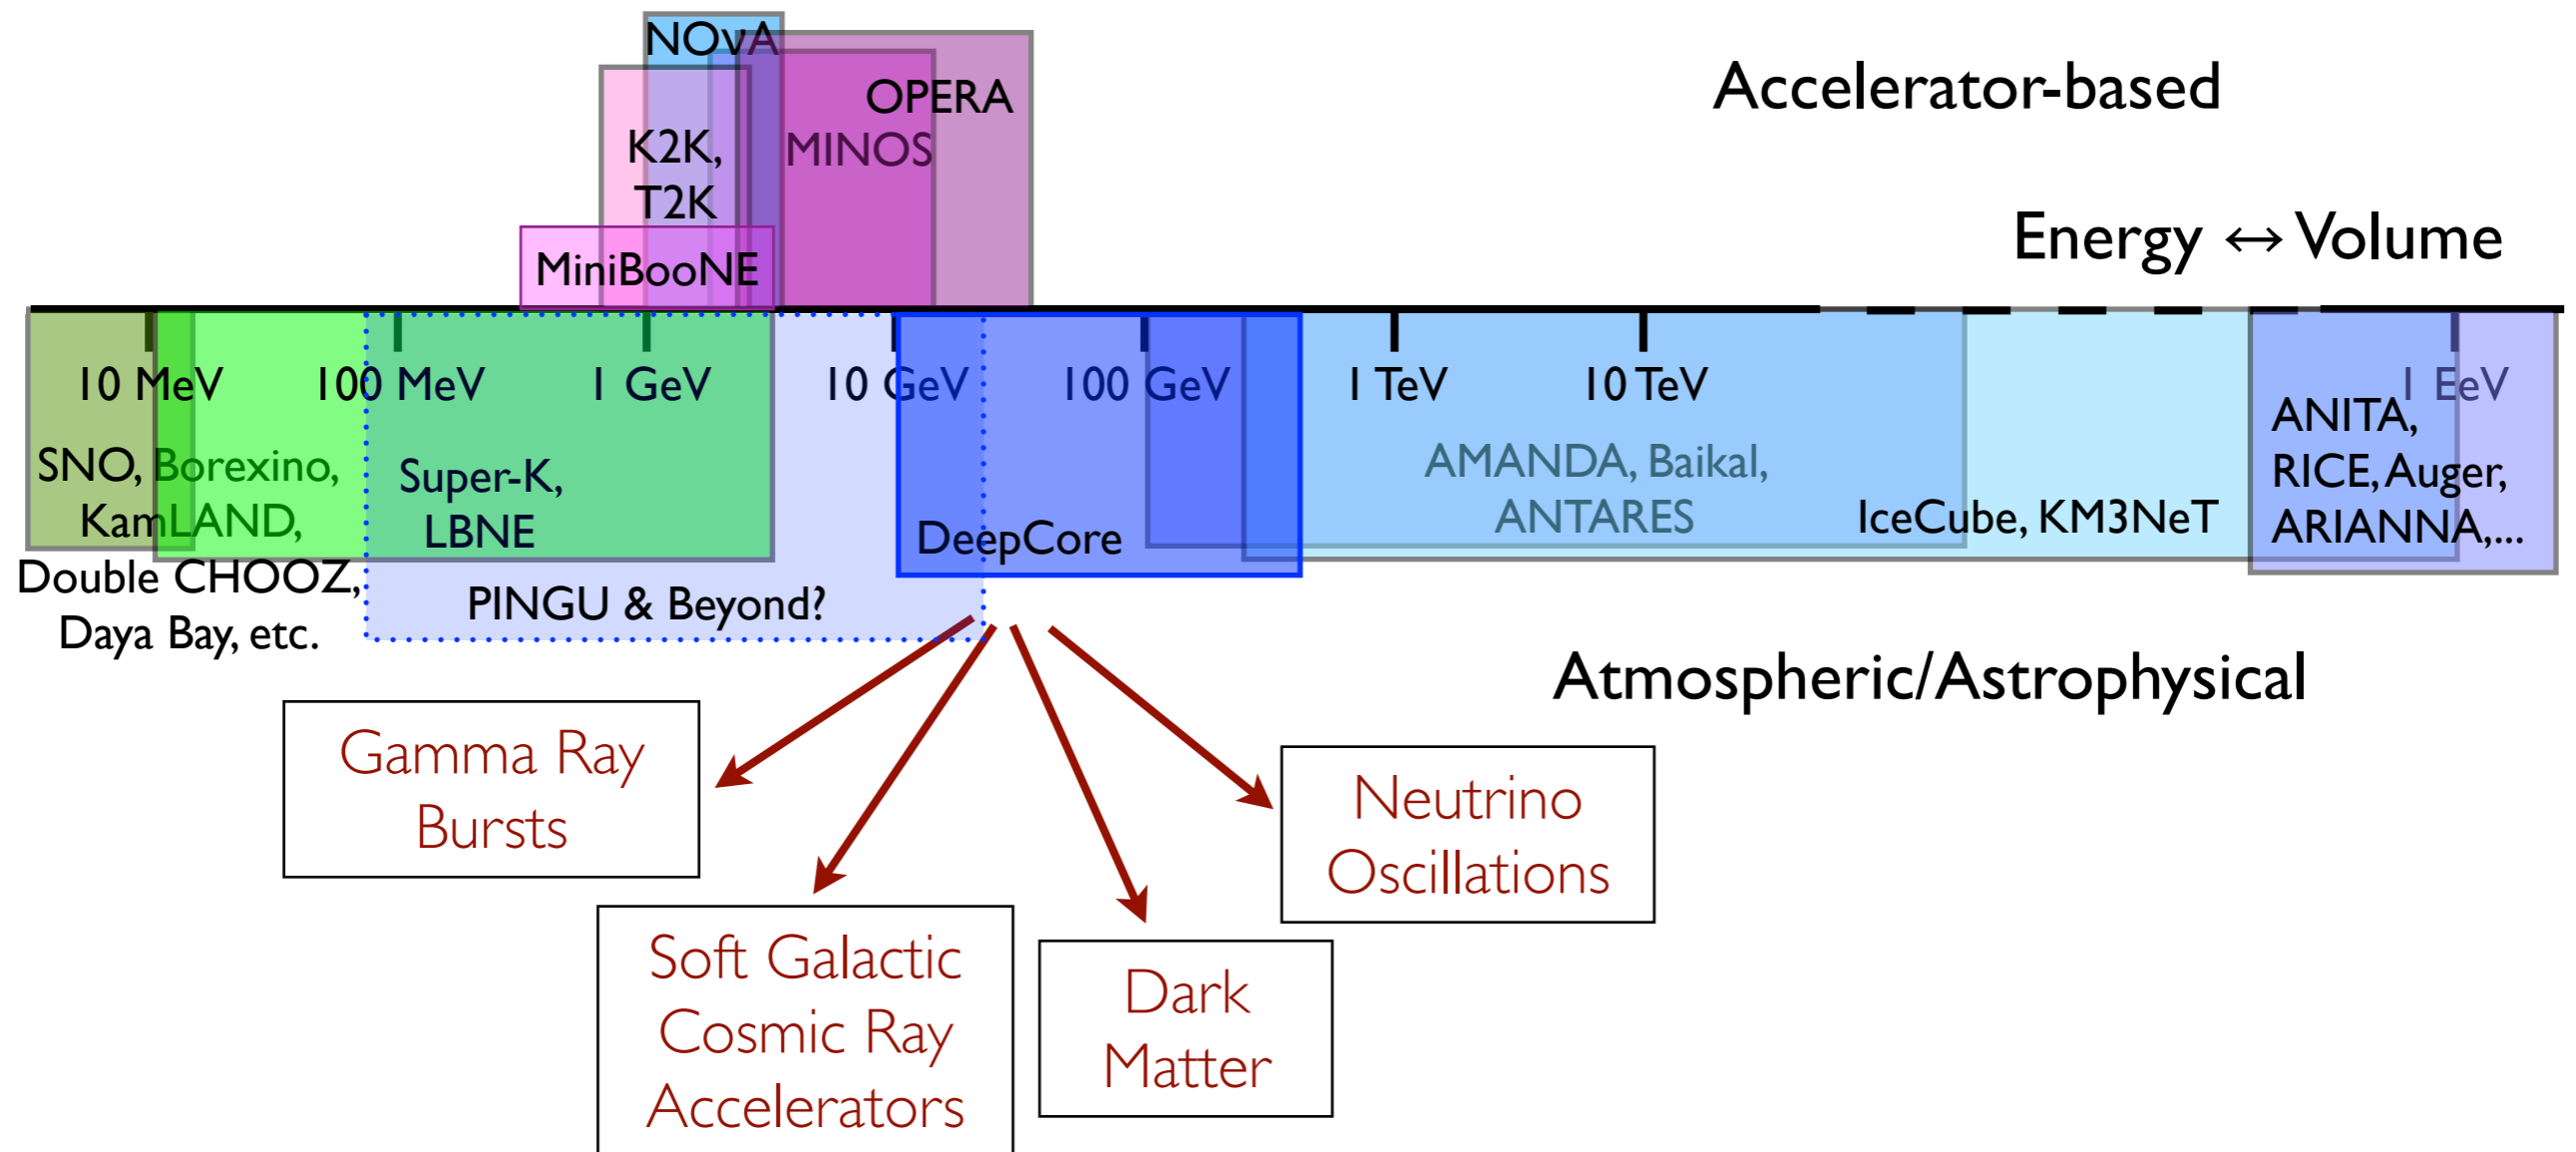 NOνA
Accelerator-based
OPERA
MINOS
K2K,
T2K
MiniBooNE
Energy ↔ Volume
10 MeV
100 MeV
1 GeV
10 GeV
100 GeV
1 TeV
10 TeV
1 EeV
SNO, Borexino,
KamLAND,
Double CHOOZ,
Daya Bay, etc.
Super-K,
LBNE
PINGU & Beyond?
DeepCore
AMANDA, Baikal,
ANTARES
IceCube, KM3NeT
ANITA,
RICE, Auger,
ARIANNA,...
Atmospheric/Astrophysical
Gamma Ray
Bursts
Soft Galactic
Cosmic Ray
Accelerators
Dark
Matter
Neutrino
Oscillations